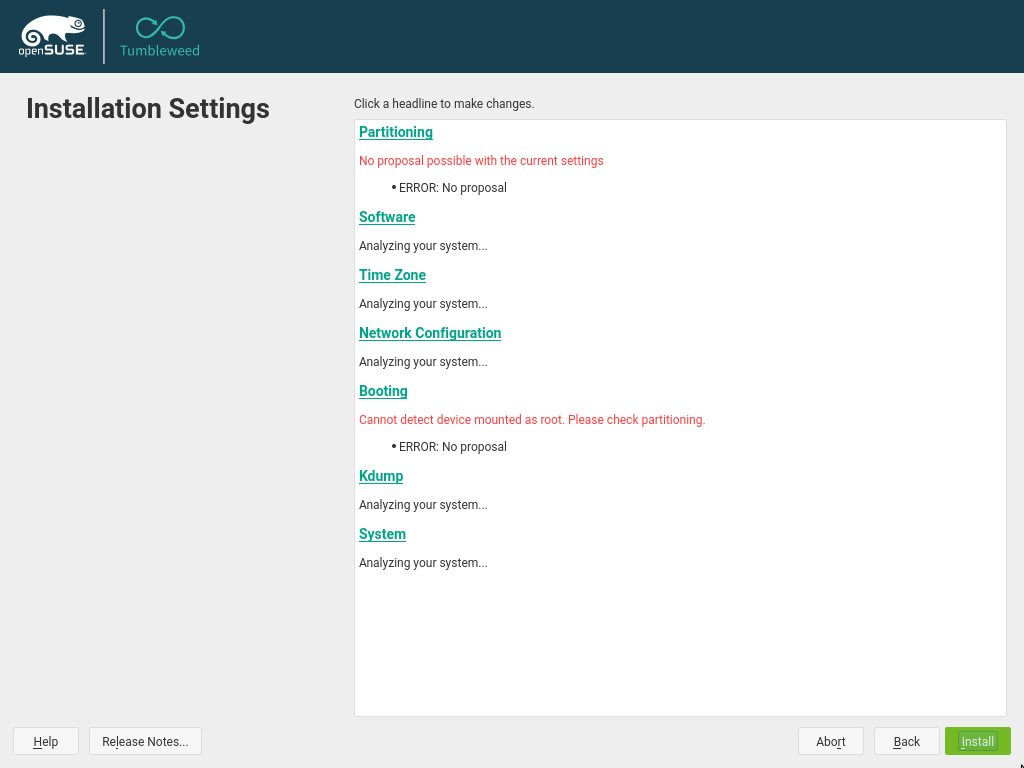 openSUSE.
Tumbleweed
Installation Settings
Click a headline to make changes.
Partitioning
No proposal possible with the current settings
• ERROR: No proposal
Software
Analyzing your system...
Time Zone
Analyzing your system...
Network Configuration
Analyzing your system...
Booting
Cannot detect device mounted as root. Please check partitioning.
• ERROR: No proposal
Kdump
Analyzing your system...
System
Analyzing your system...
Help
Release Notes...
Abort
Back
Install